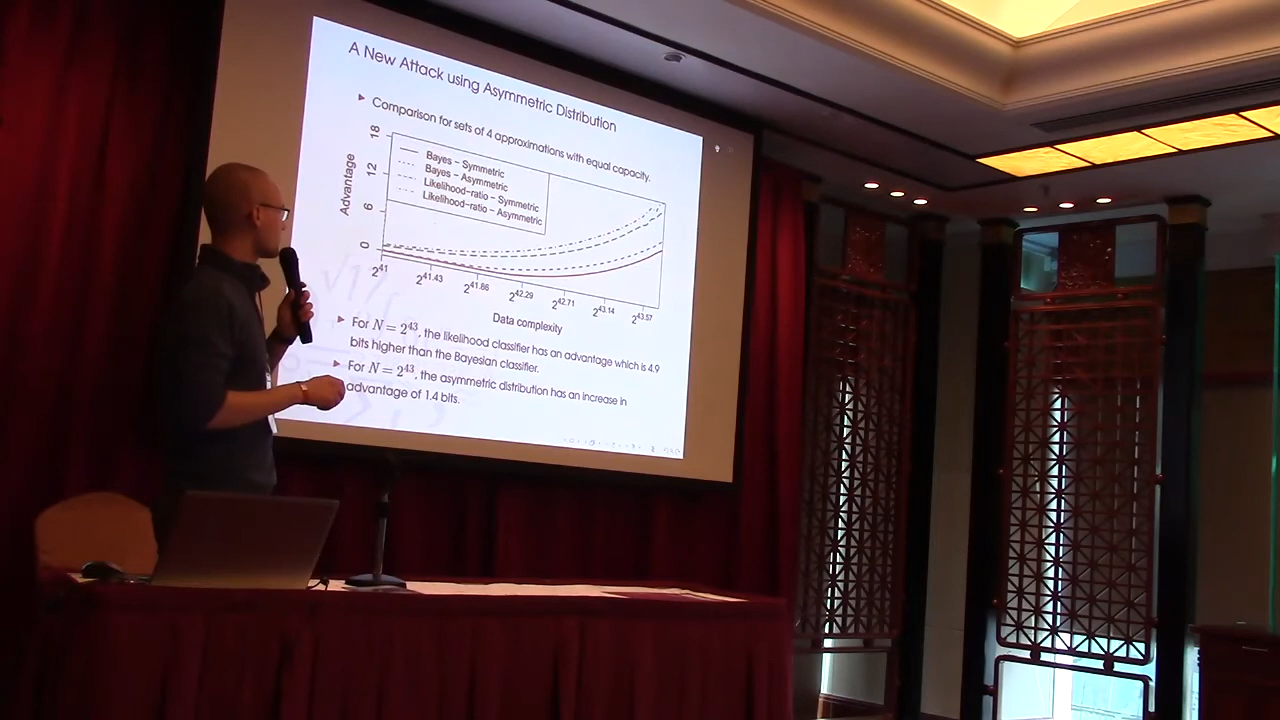 A New Attack using Asymmetric Distribution
Comparison for sets of 4 approximations with equal capacity.
Bayes − Symmetric
Bayes − Asymmetric
Likelihood−ratio − Symmetric
Likelihood−ratio − Asymmetric
Advantage
18
12
6
0
2^41 2^41.43 2^41.86 2^42.29 2^42.71 2^43.14 2^43.57
Data complexity
For N = 2^43, the likelihood classifier has an advantage which is 4.9
bits higher than the Bayesian classifier.
For N = 2^43, the asymmetric distribution has an increase in
advantage of 1.4 bits.